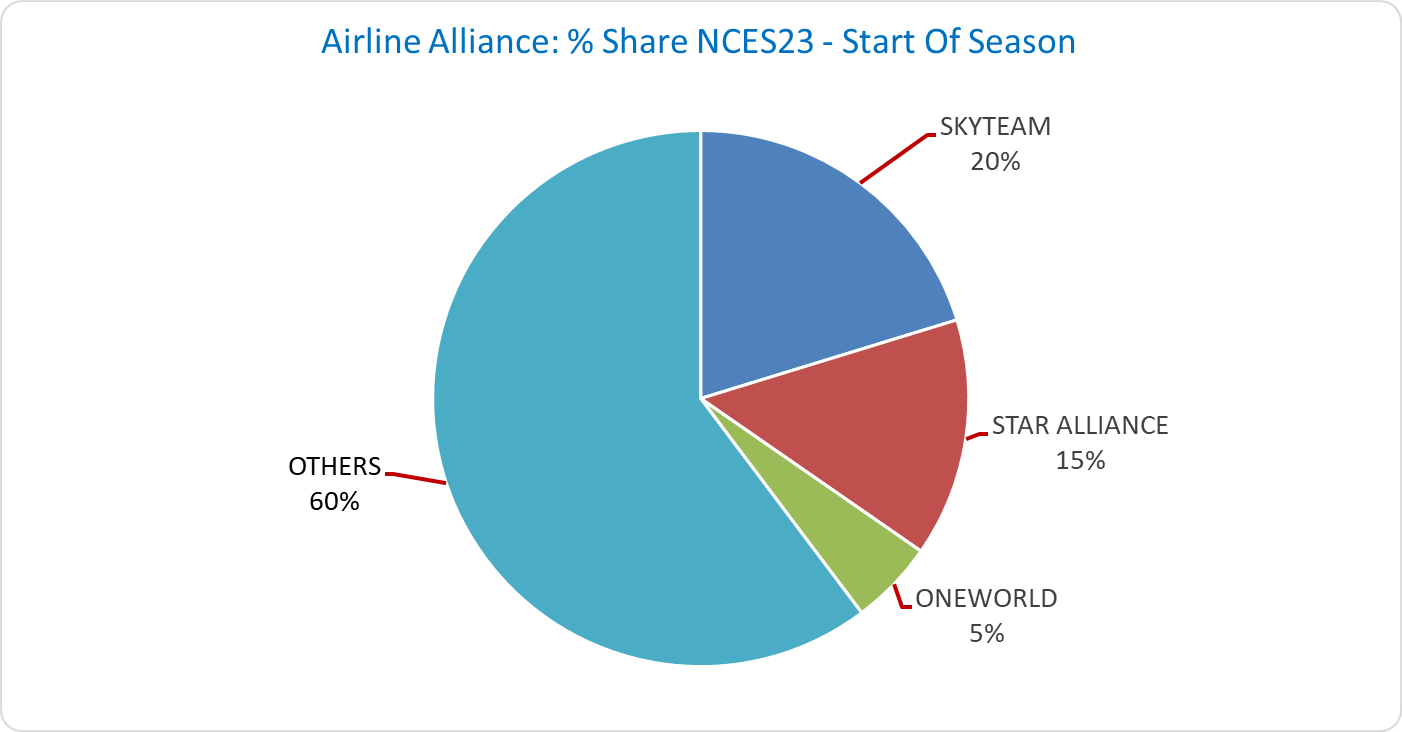 Airline Alliance: % Share NCES23 - Start Of Season
SKYTEAM
20%
STAR ALLIANCE
15%
OTHERS
60%
ONEWORLD
5%